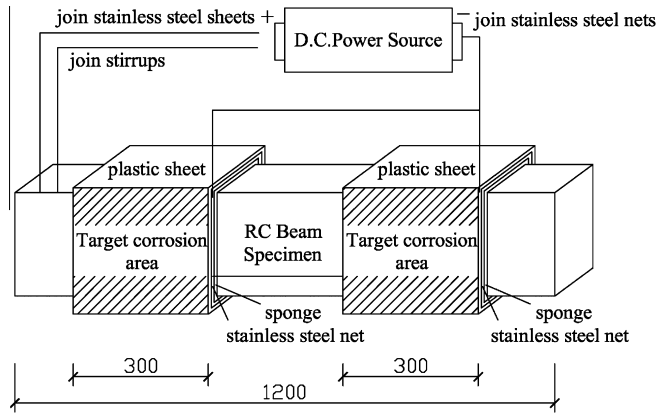 join stainless steel sheets +
D.C.Power Source
− join stainless steel nets
join stirrups
plastic sheet
plastic sheet
Target corrosion
area
RC Beam
Specimen
Target corrosion
area
sponge
stainless steel net
sponge
stainless steel net
300
300
1200